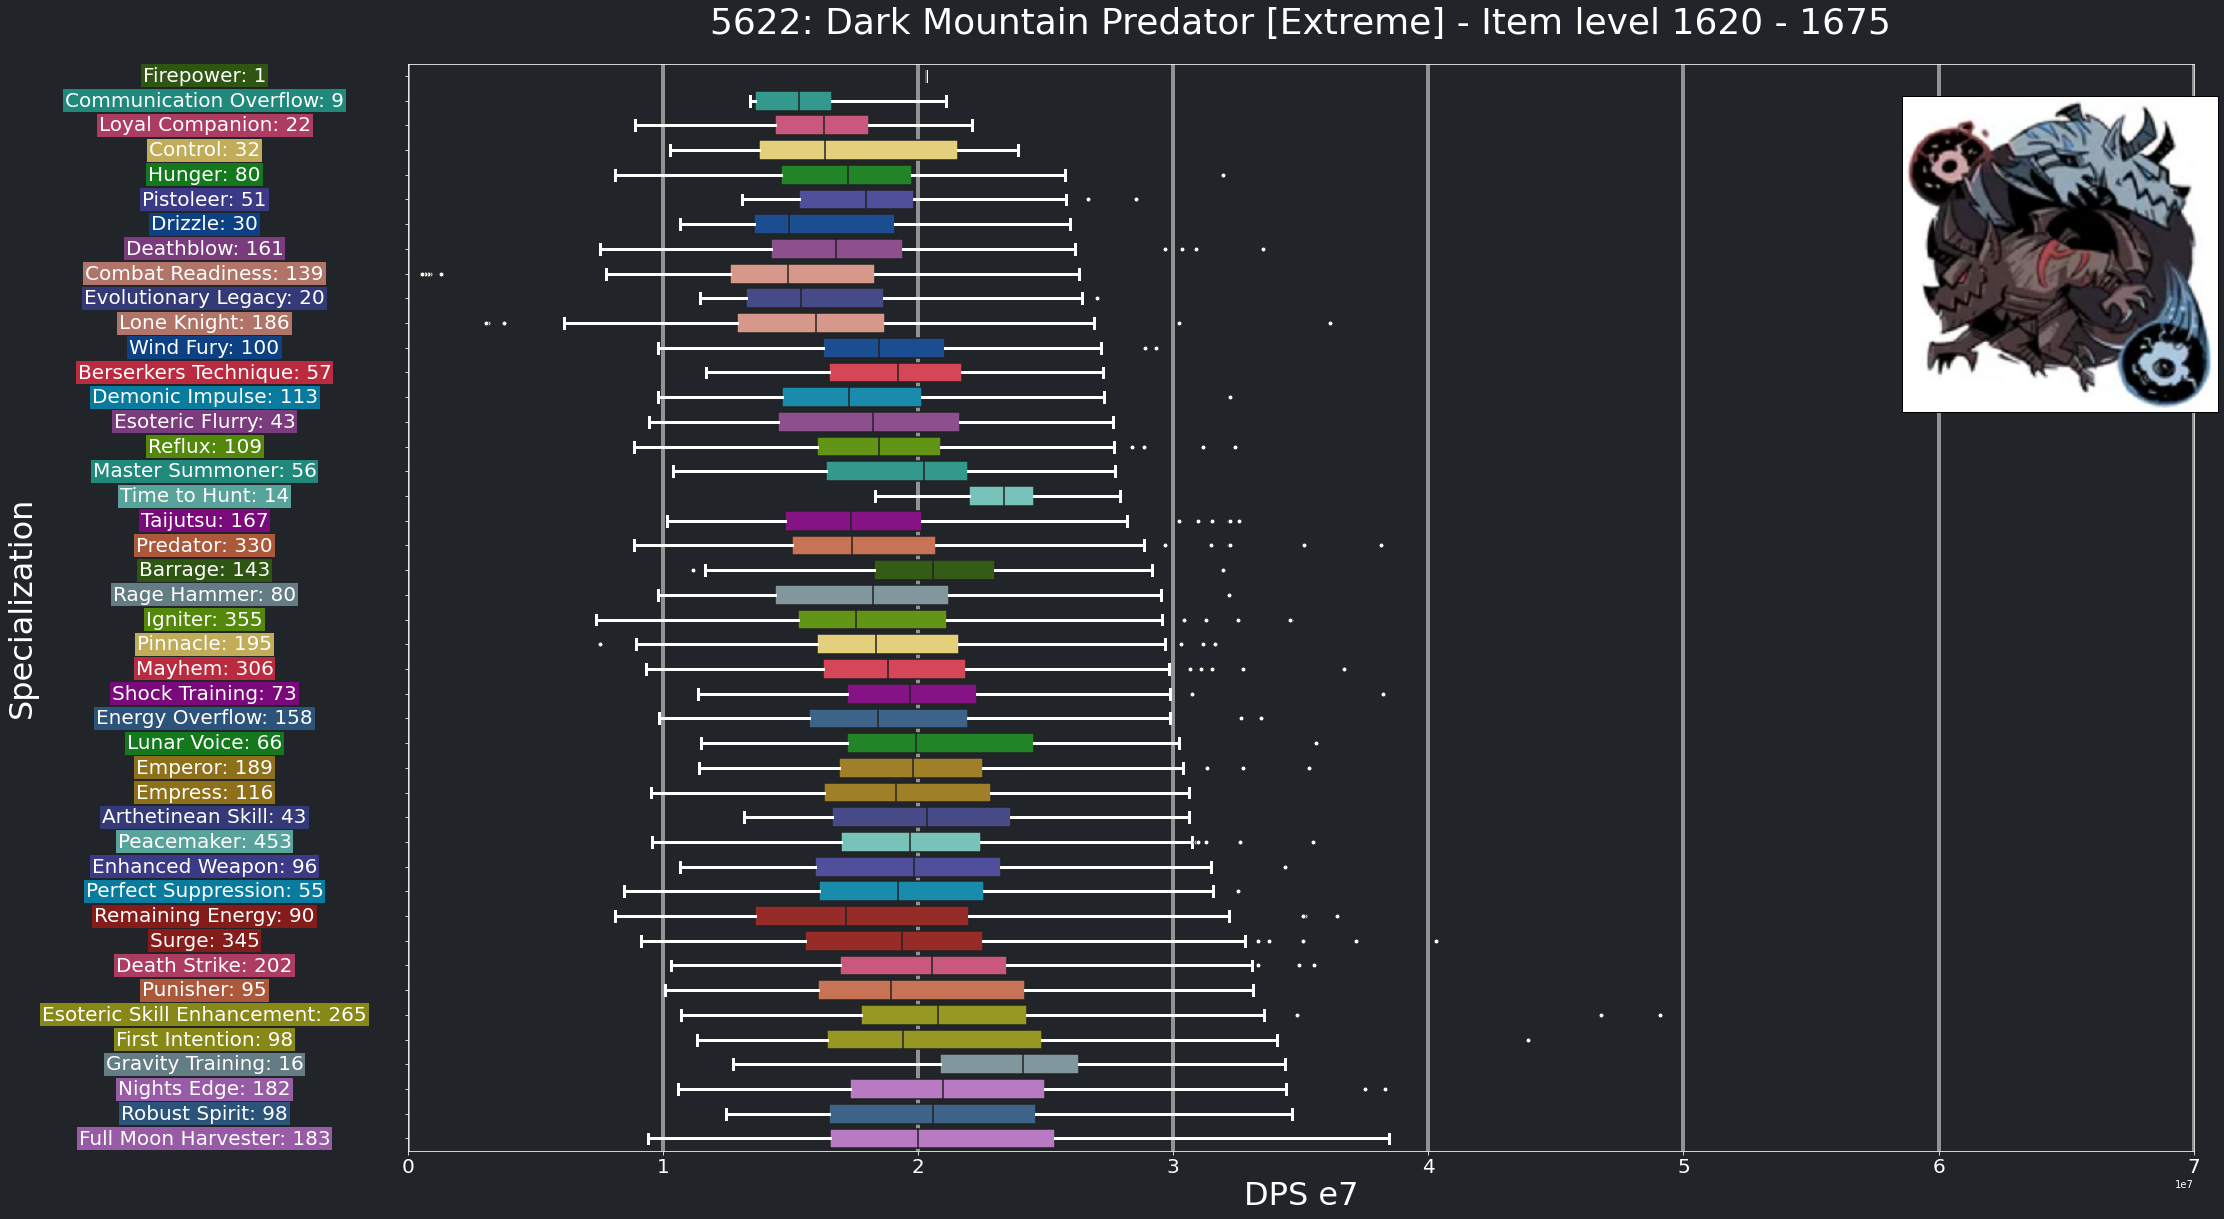 5622: Dark Mountain Predator [Extreme] - Item level 1620 - 1675
Specialization
Firepower: 1
Communication Overflow: 9
Loyal Companion: 22
Control: 32
Hunger: 80
Pistoleer: 51
Drizzle: 30
Deathblow: 161
Combat Readiness: 139
Evolutionary Legacy: 20
Lone Knight: 186
Wind Fury: 100
Berserkers Technique: 57
Demonic Impulse: 113
Esoteric Flurry: 43
Reflux: 109
Master Summoner: 56
Time to Hunt: 14
Taijutsu: 167
Predator: 330
Barrage: 143
Rage Hammer: 80
Igniter: 355
Pinnacle: 195
Mayhem: 306
Shock Training: 73
Energy Overflow: 158
Lunar Voice: 66
Emperor: 189
Empress: 116
Arthetinean Skill: 43
Peacemaker: 453
Enhanced Weapon: 96
Perfect Suppression: 55
Remaining Energy: 90
Surge: 345
Death Strike: 202
Punisher: 95
Esoteric Skill Enhancement: 265
First Intention: 98
Gravity Training: 16
Nights Edge: 182
Robust Spirit: 98
Full Moon Harvester: 183
0 1 2 3 4 5 6 7
1e7
DPS e7